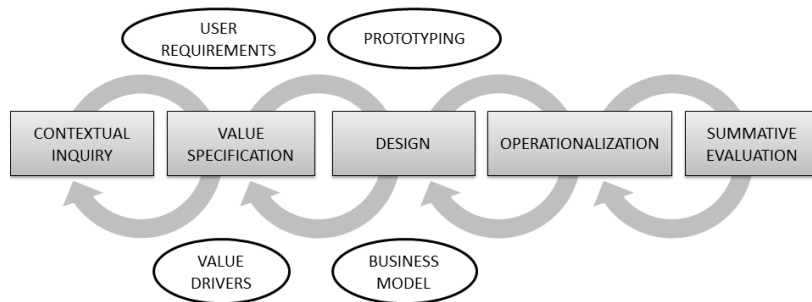 USER
REQUIREMENTS
PROTOTYPING
CONTEXTUAL
INQUIRY
VALUE
SPECIFICATION
DESIGN
OPERATIONALIZATION
SUMMATIVE
EVALUATION
VALUE
DRIVERS
BUSINESS
MODEL